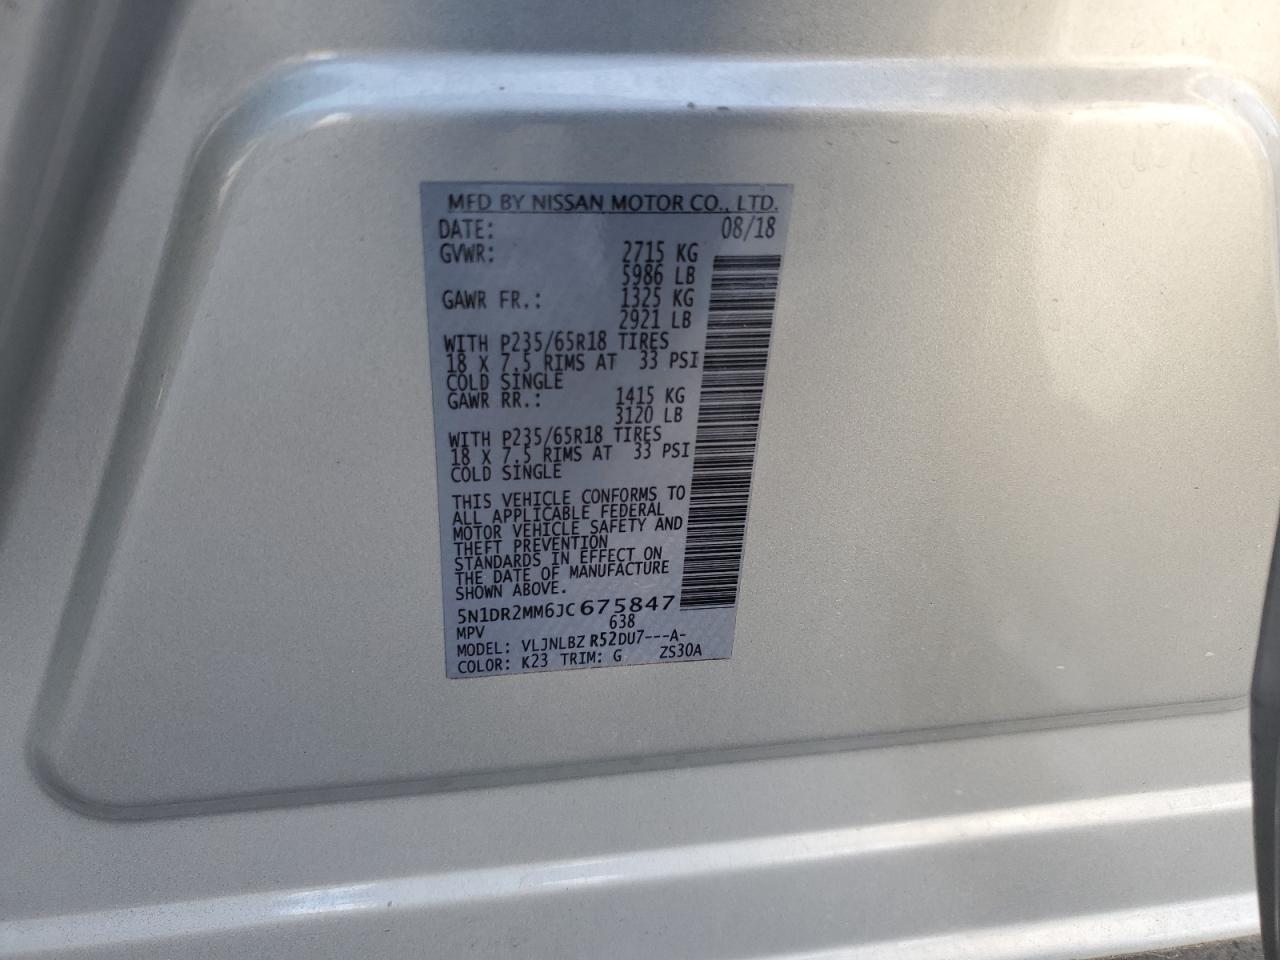 MFD BY NISSAN MOTOR CO., LTD.
DATE: 08/18
GVWR: 2715 KG
5986 LB
GAWR FR.: 1325 KG
2921 LB
WITH P235/65R18 TIRES
18 X 7.5 RIMS AT 33 PSI
COLD SINGLE
GAWR RR.: 1415 KG
3120 LB
WITH P235/65R18 TIRES
18 X 7.5 RIMS AT 33 PSI
COLD SINGLE
THIS VEHICLE CONFORMS TO
ALL APPLICABLE FEDERAL
MOTOR VEHICLE SAFETY AND
THEFT PREVENTION
STANDARDS IN EFFECT ON
THE DATE OF MANUFACTURE
SHOWN ABOVE.
5N1DR2MM6JC675847
MPV 638
MODEL: VLJNLBZ R52DU7---A-
COLOR: K23 TRIM: G ZS30A